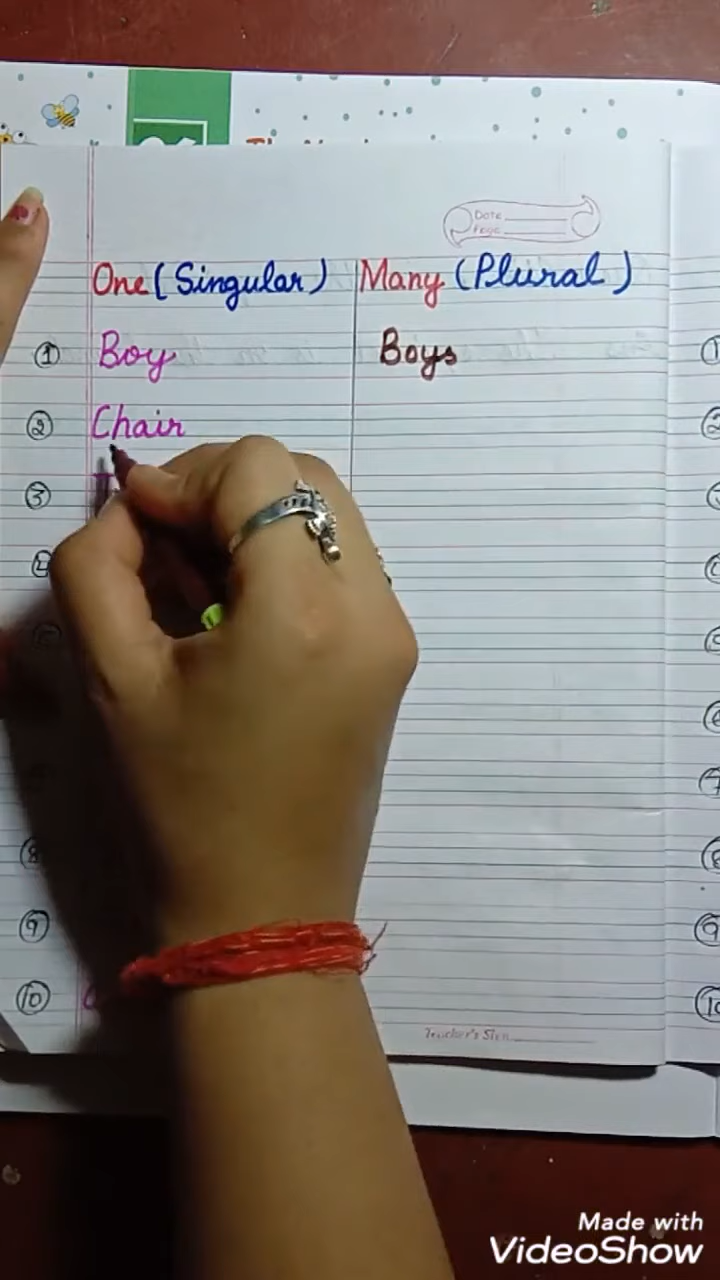 Date
Page
One (Singular) Many (Plural)
① Boy Boys
② Chair
③
⑧
⑨
⑩
Teacher's Sign
Made with
VideoShow